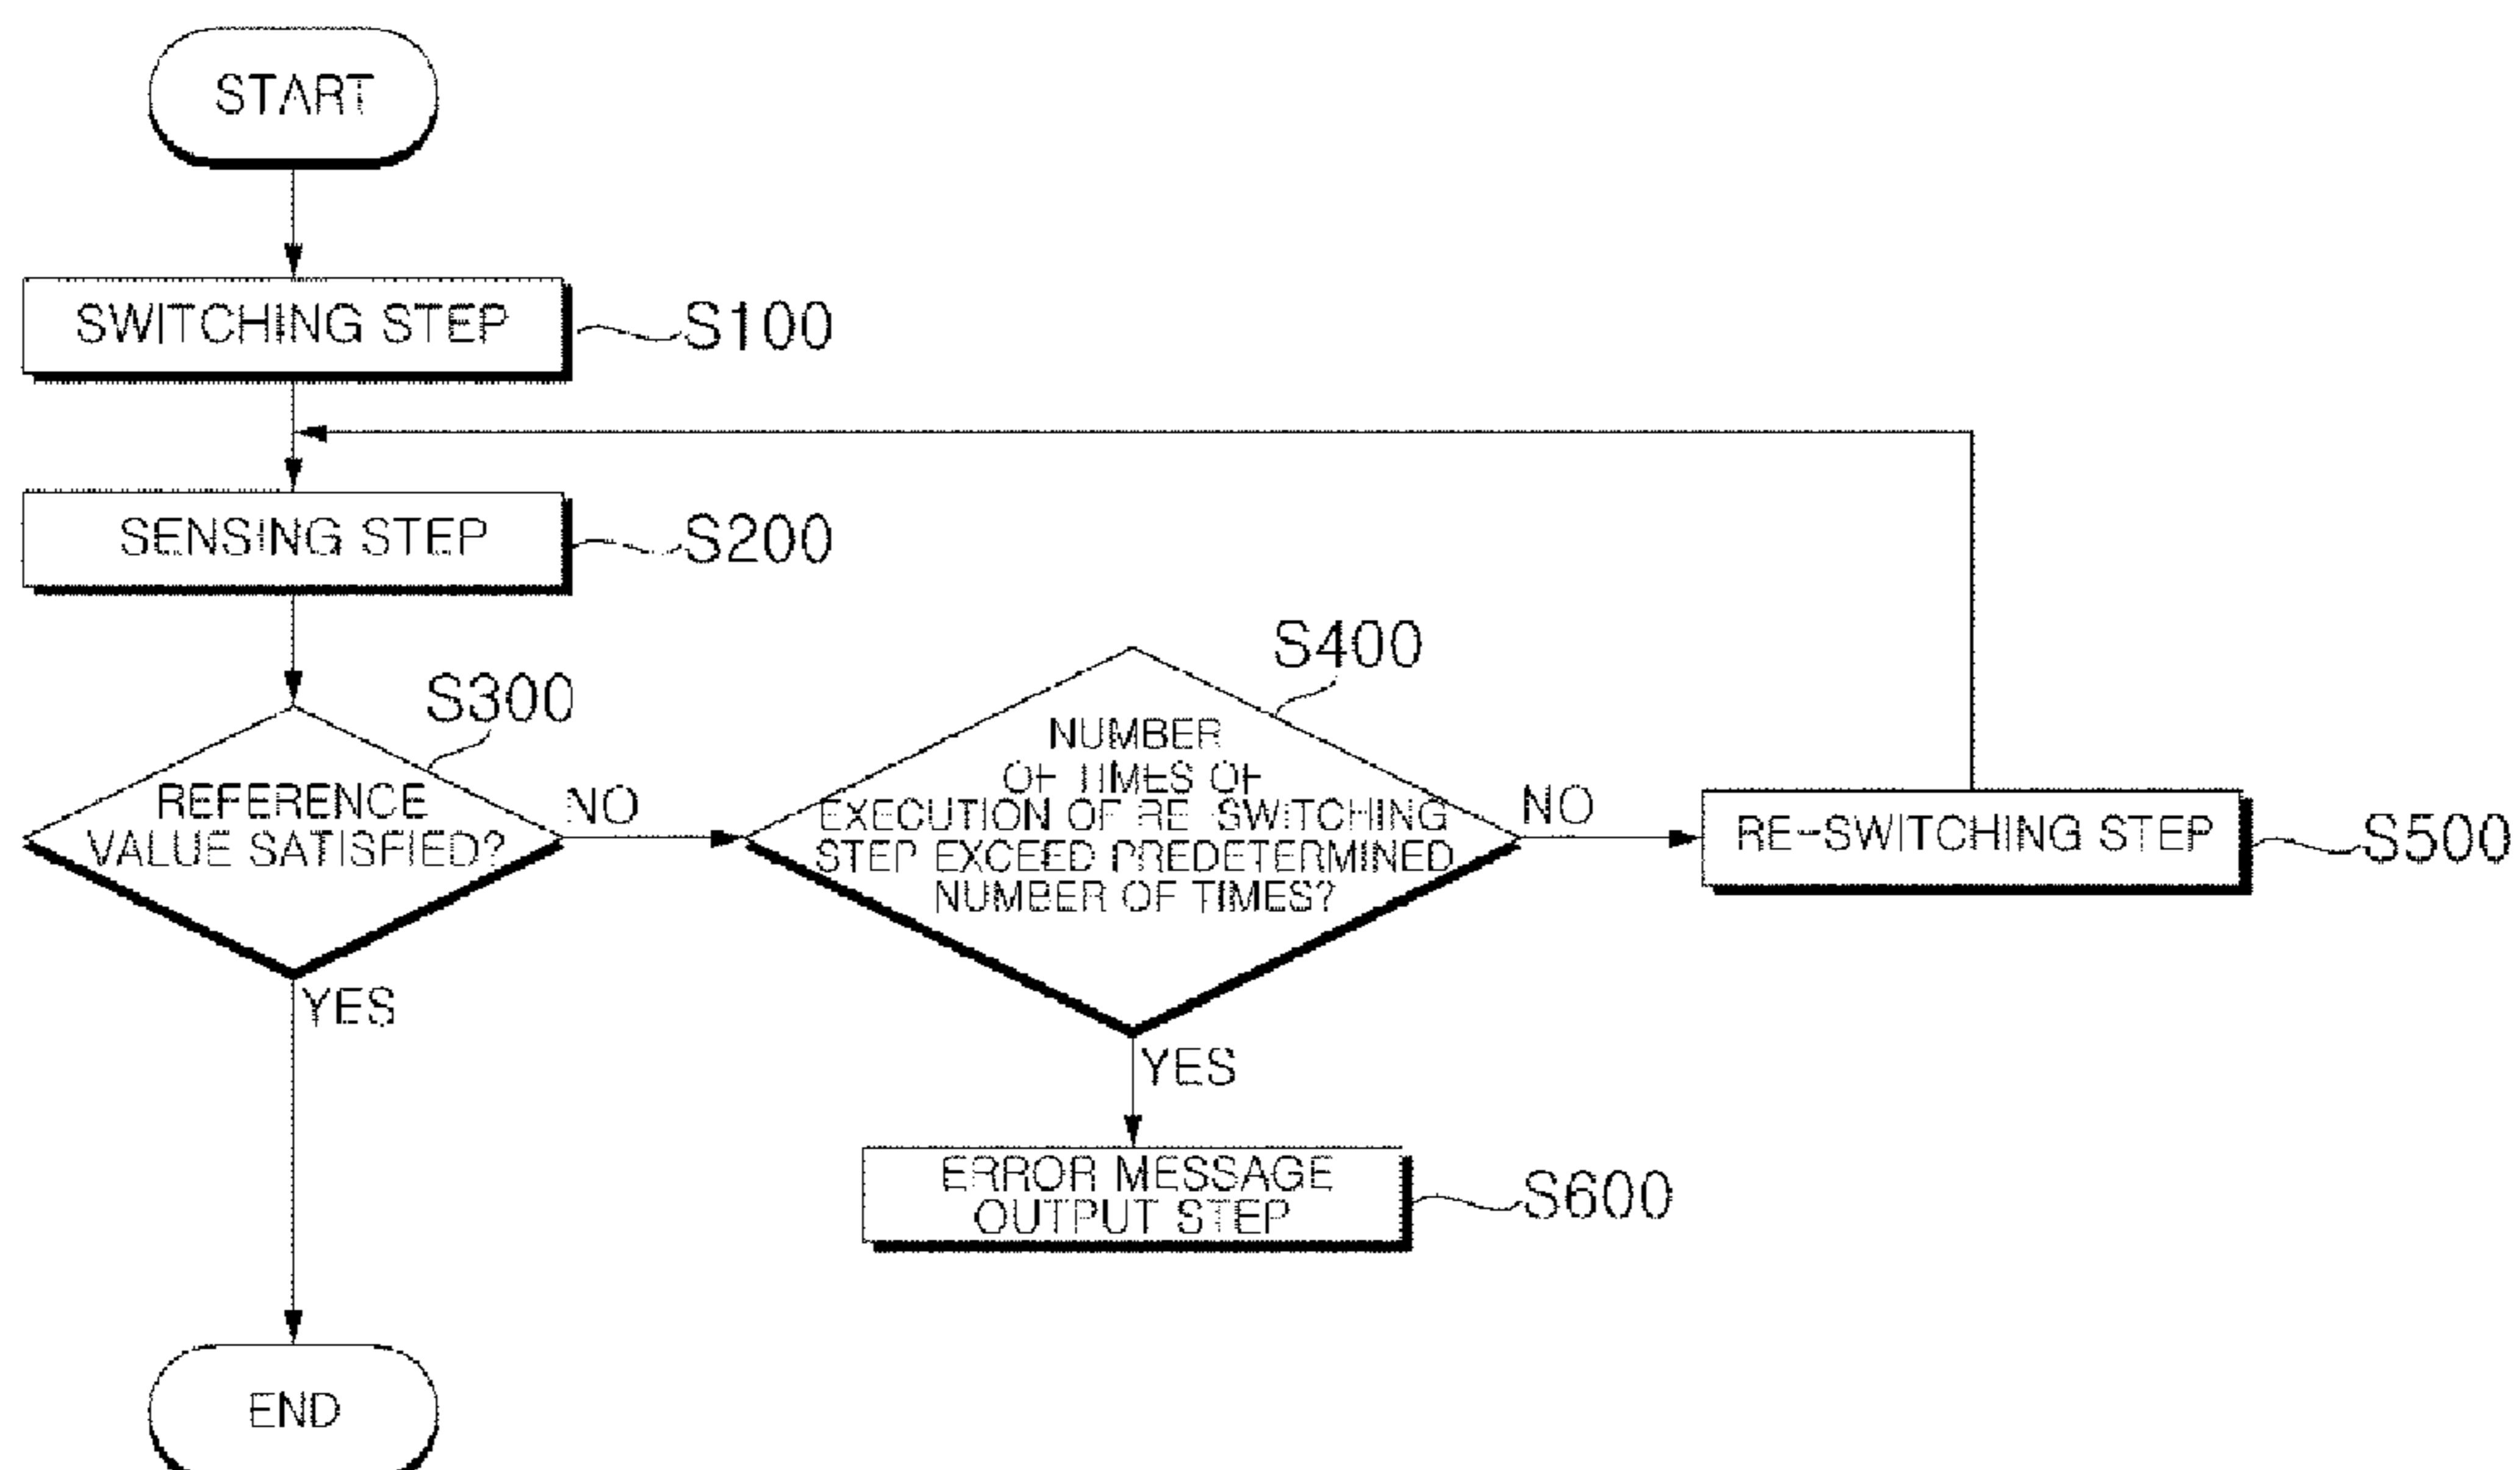 START
SWITCHING STEP
S100
SENSING STEP
S200
S300
REFERENCE
VALUE SATISFIED?
NO
YES
S400
NUMBER
OF TIMES OF
EXECUTION OF RE-SWITCHING
STEP EXCEED PREDETERMINED
NUMBER OF TIMES?
NO
YES
RE-SWITCHING STEP
S500
ERROR MESSAGE
OUTPUT STEP
S600
END